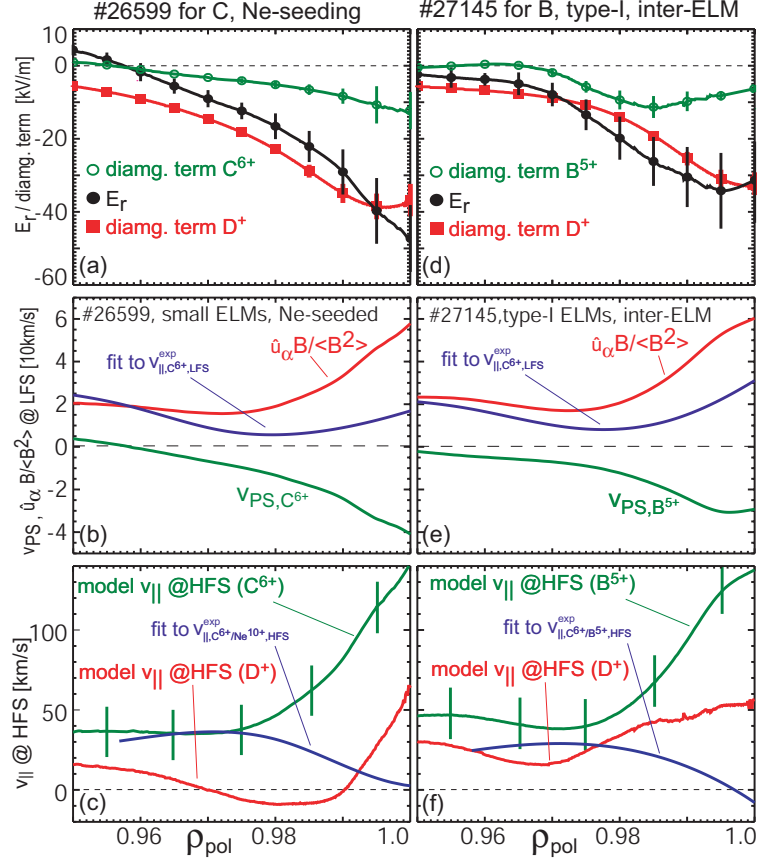 #26599 for C, Ne-seeding
#27145 for B, type-I, inter-ELM
E_r / diamg. term [kV/m]
10
0
-20
-40
-60
diamg. term C^6+
E_r
diamg. term D^+
(a)
diamg. term B^5+
E_r
diamg. term D^+
(d)
v_PS , û_α B/<B²> @ LFS [10km/s]
6
4
2
0
-2
-4
#26599, small ELMs, Ne-seeded
û_α B/<B²>
fit to v^exp_||,C^6+,LFS
v_PS,C^6+
(b)
#27145,type-I ELMs, inter-ELM
û_α B/<B²>
fit to v^exp_||,C^6+,LFS
v_PS,B^5+
(e)
v_|| @ HFS [km/s]
100
50
0
model v_|| @HFS (C^6+)
fit to v^exp_||,C^6+/Ne^10+,HFS
model v_|| @HFS (D^+)
(c)
model v_|| @HFS (B^5+)
fit to v^exp_||,C^6+/B^5+,HFS
model v_|| @HFS (D^+)
(f)
0.96
0.98
1.0
0.96
0.98
1.0
ρ_pol
ρ_pol